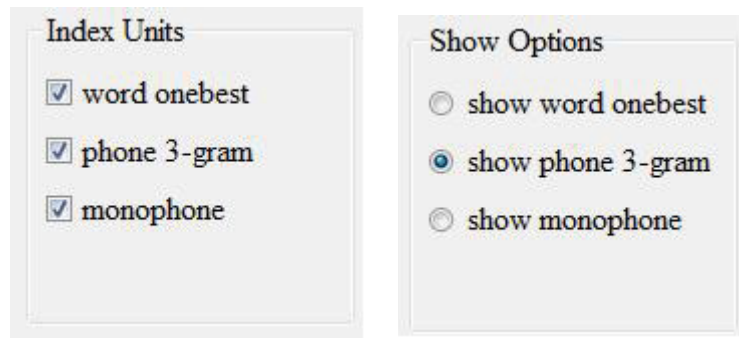 Index Units
word onebest
phone 3-gram
monophone
Show Options
show word onebest
show phone 3-gram
show monophone